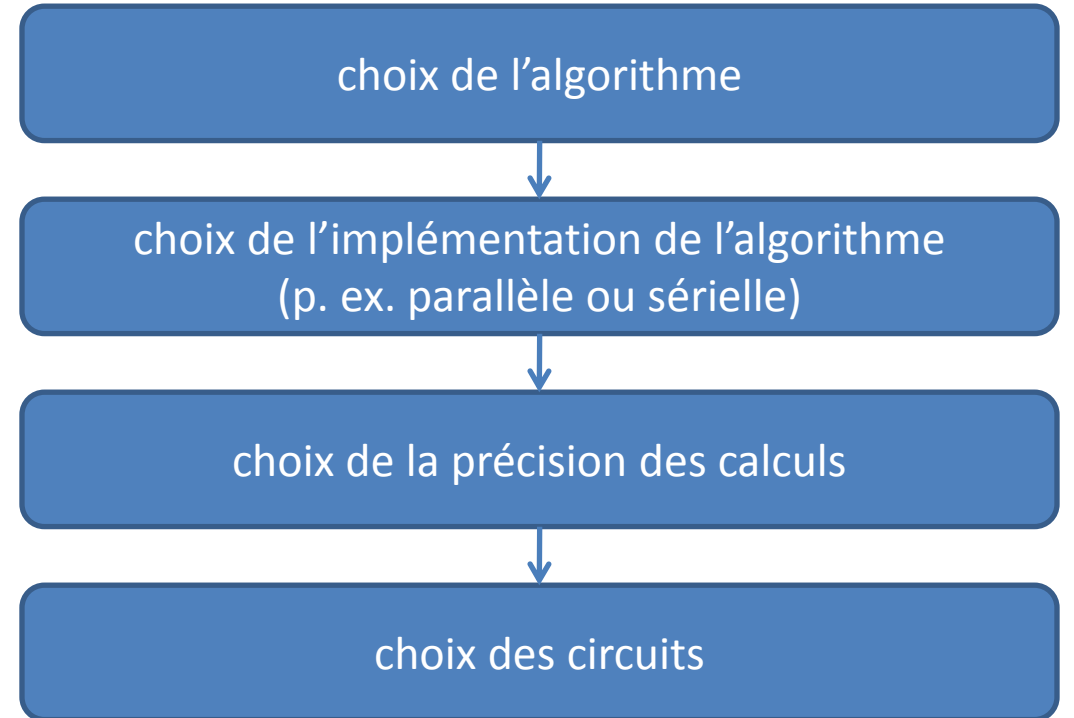 choix de l’algorithme
choix de l’implémentation de l’algorithme
(p. ex. parallèle ou sérielle)
choix de la précision des calculs
choix des circuits